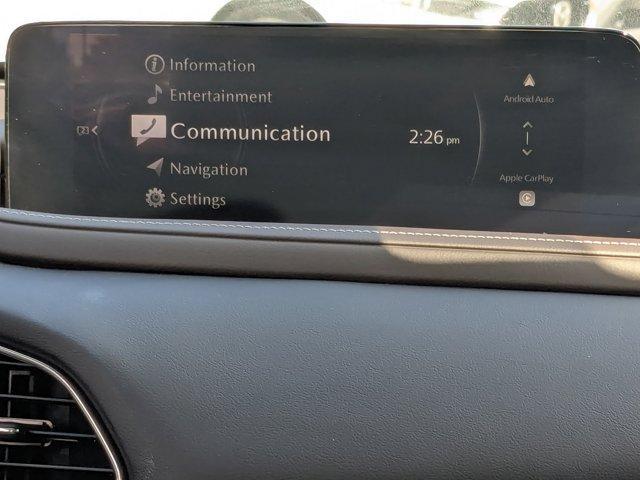 Information
Entertainment
Communication
Navigation
Settings
2:26 pm
Android Auto
Apple CarPlay